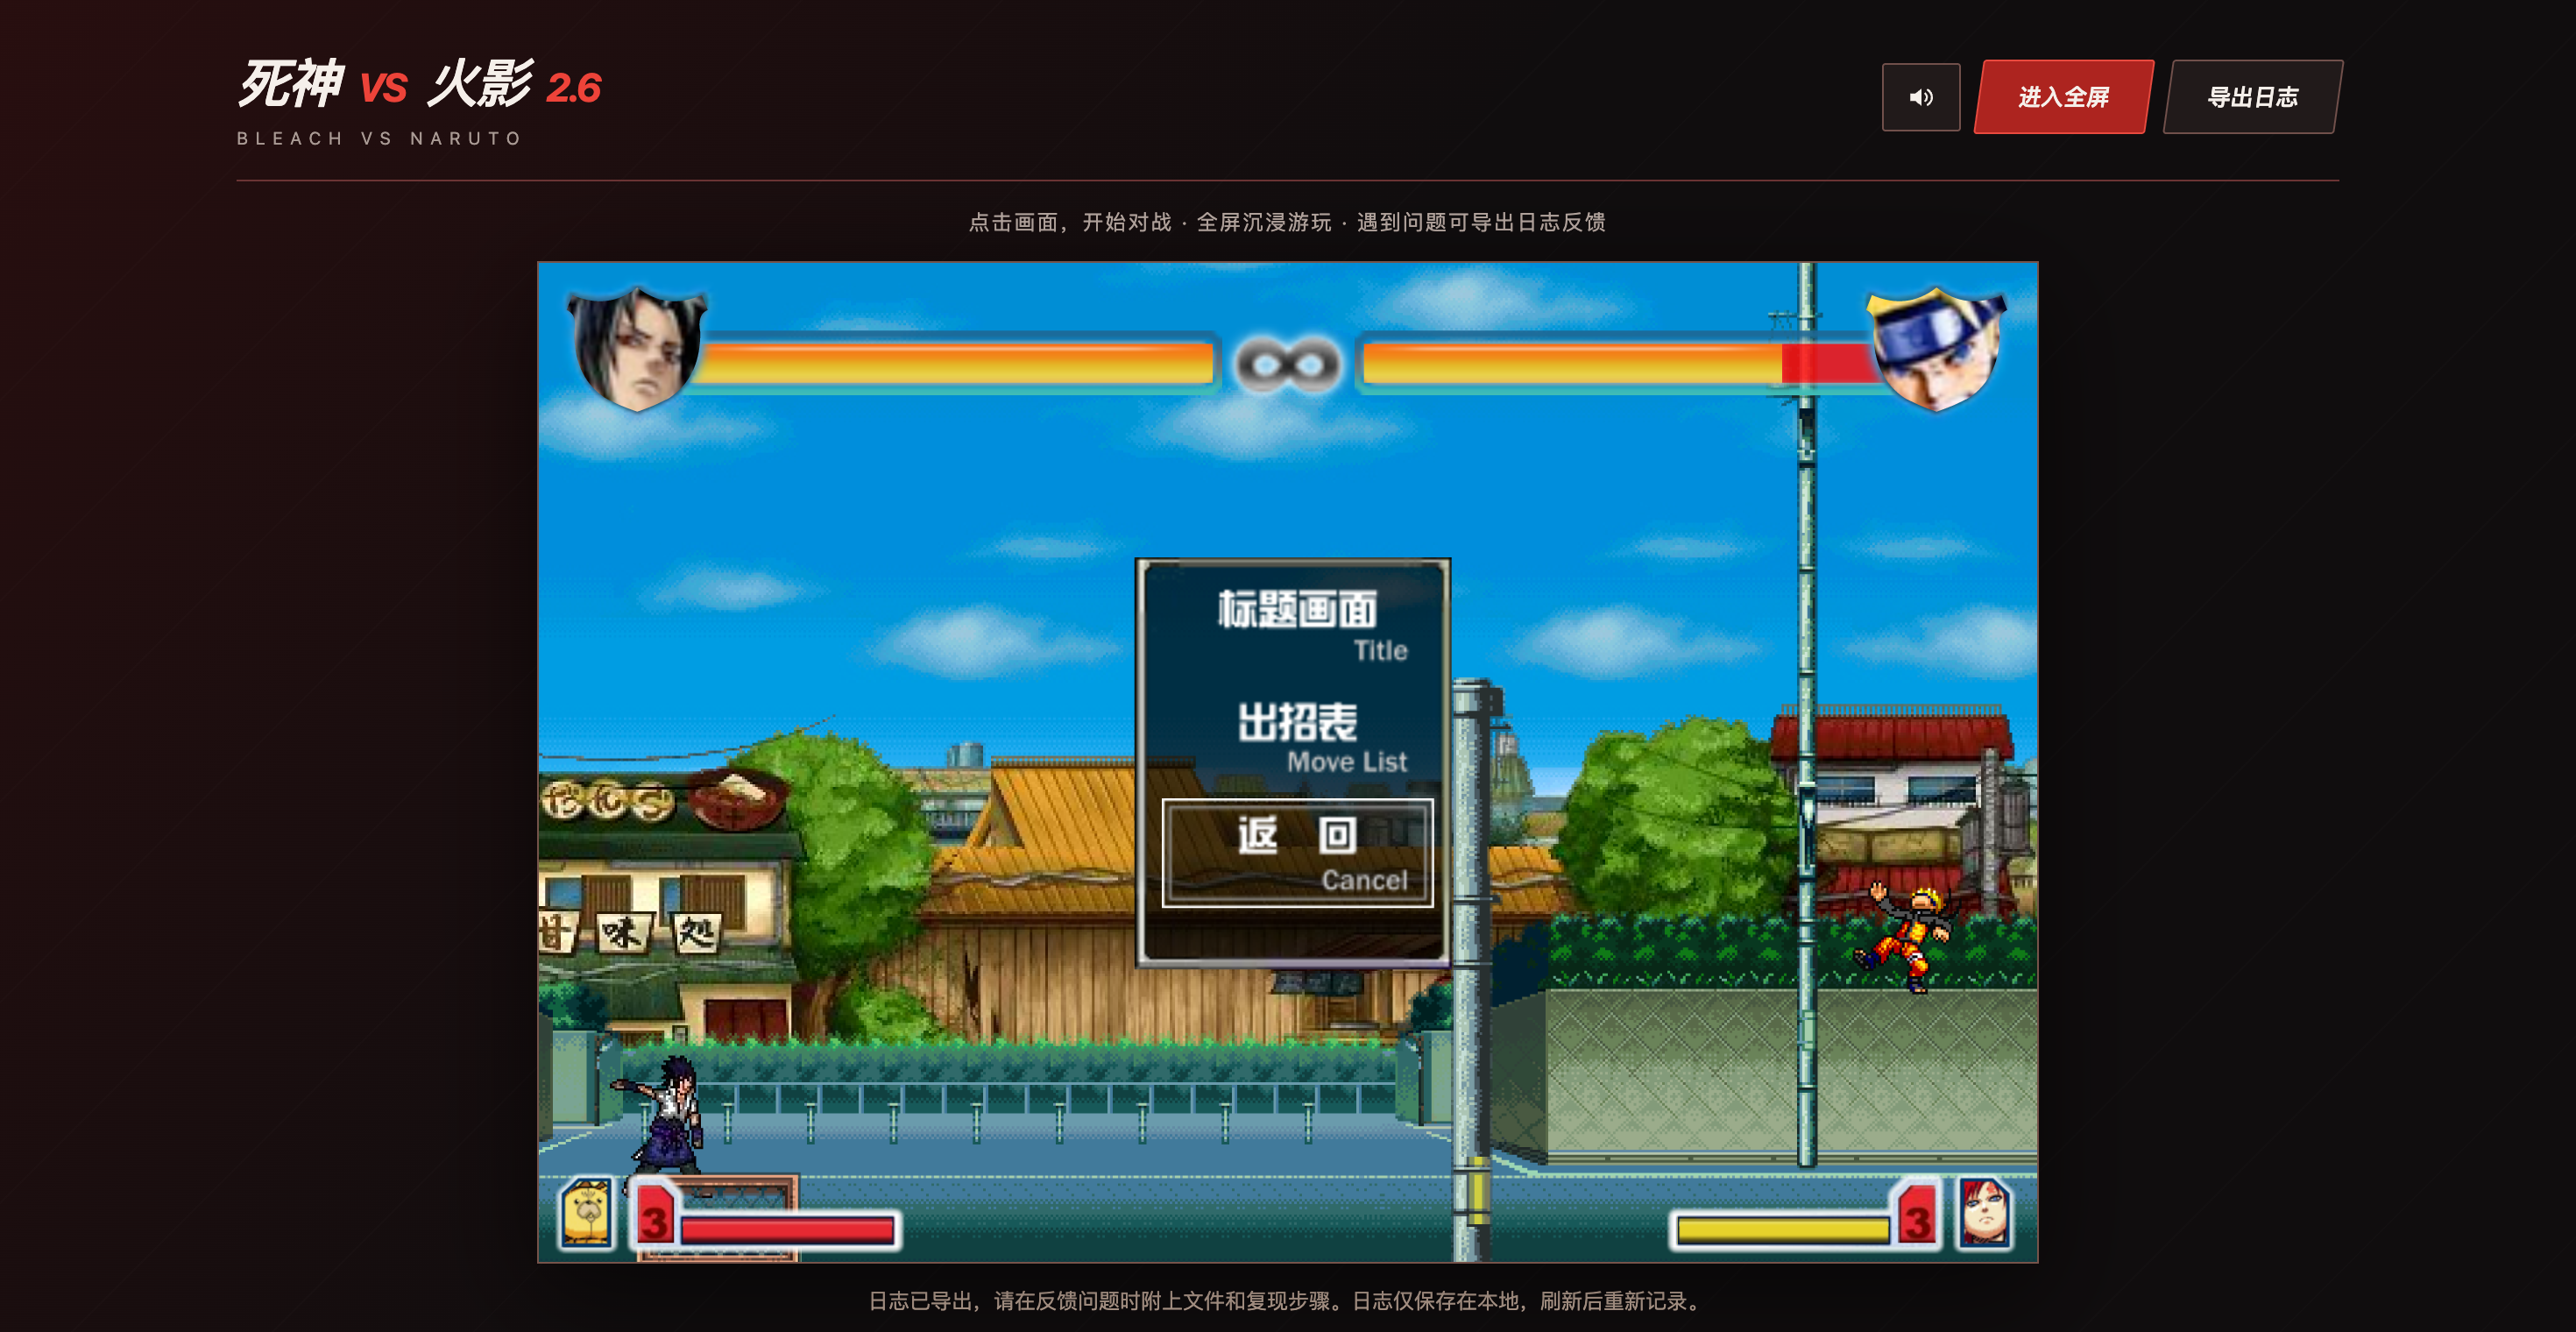 死神 VS 火影 2.6
BLEACH VS NARUTO
进入全屏
导出日志
点击画面，开始对战 · 全屏沉浸游玩 · 遇到问题可导出日志反馈
标题画面
Title
出招表
Move List
返 回
Cancel
だんご
甘 味 処
3
3
日志已导出，请在反馈问题时附上文件和复现步骤。日志仅保存在本地，刷新后重新记录。